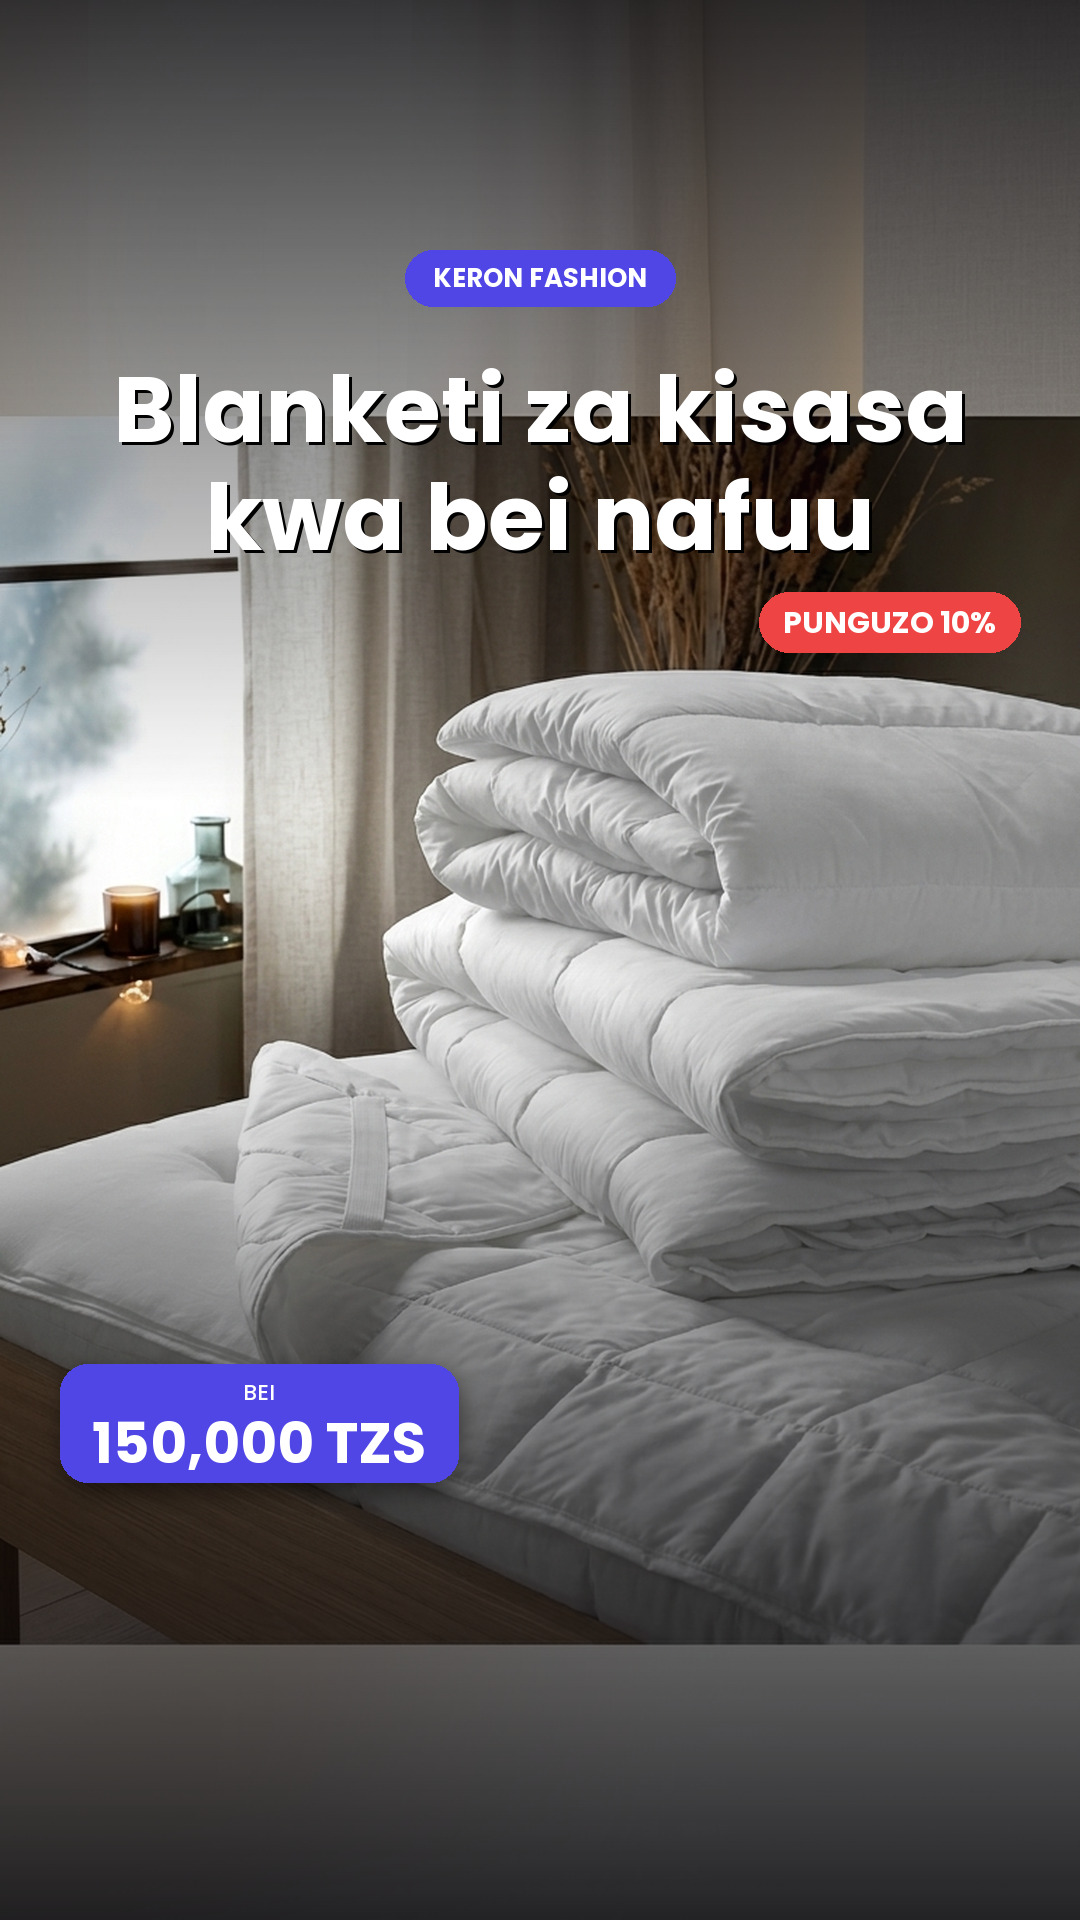 KERON FASHION
Blanketi za kisasa
kwa bei nafuu
PUNGUZO 10%
BEI
150,000 TZS